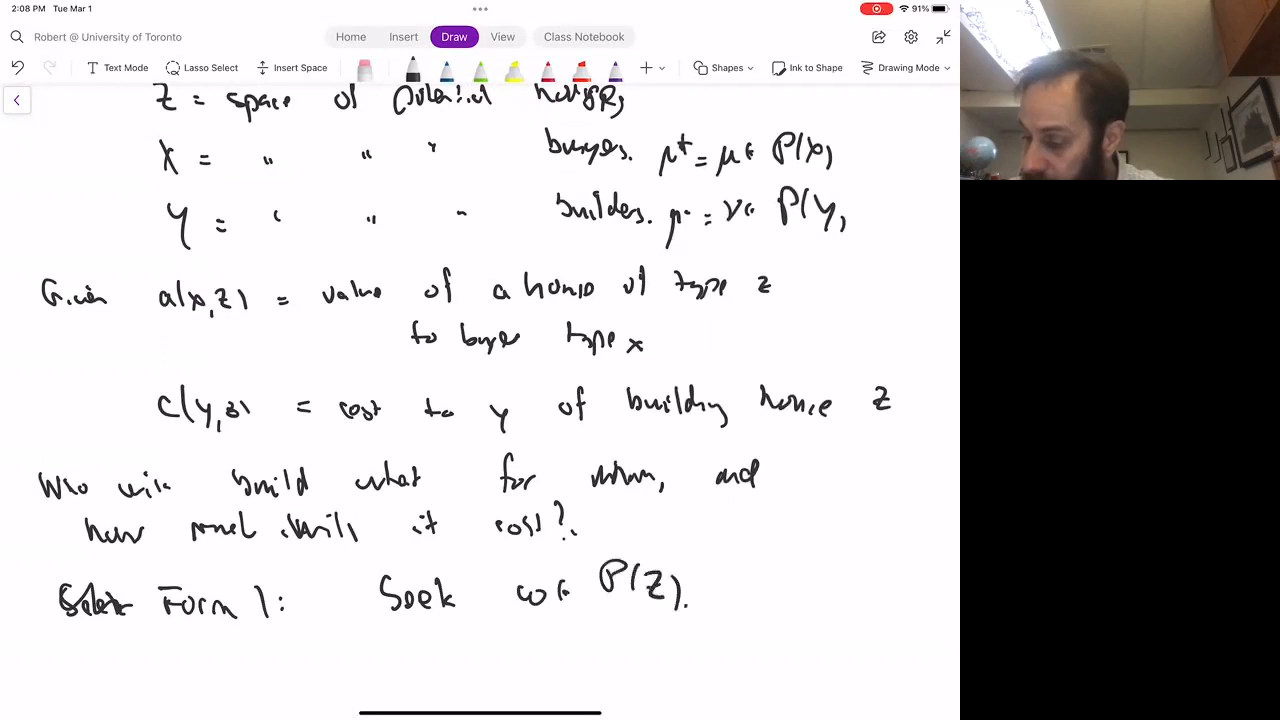 2:08 PM Tue Mar 1
91%
Robert @ University of Toronto
Home Insert Draw View Class Notebook
Text Mode Lasso Select Insert Space Shapes Ink to Shape Drawing Mode
Z = space of potential houses
X = " " " buyers. μ⁺ = μ ∈ P(X)
Y = " " " builders. μ⁻ = ν ∈ P(Y)
Given a(x,z) = value of a house of type z
to buyer type x
c(y,z) = cost to y of building house z
Who will build what for whom, and
how much will it cost?
Form 1: Seek ω ∈ P(Z).